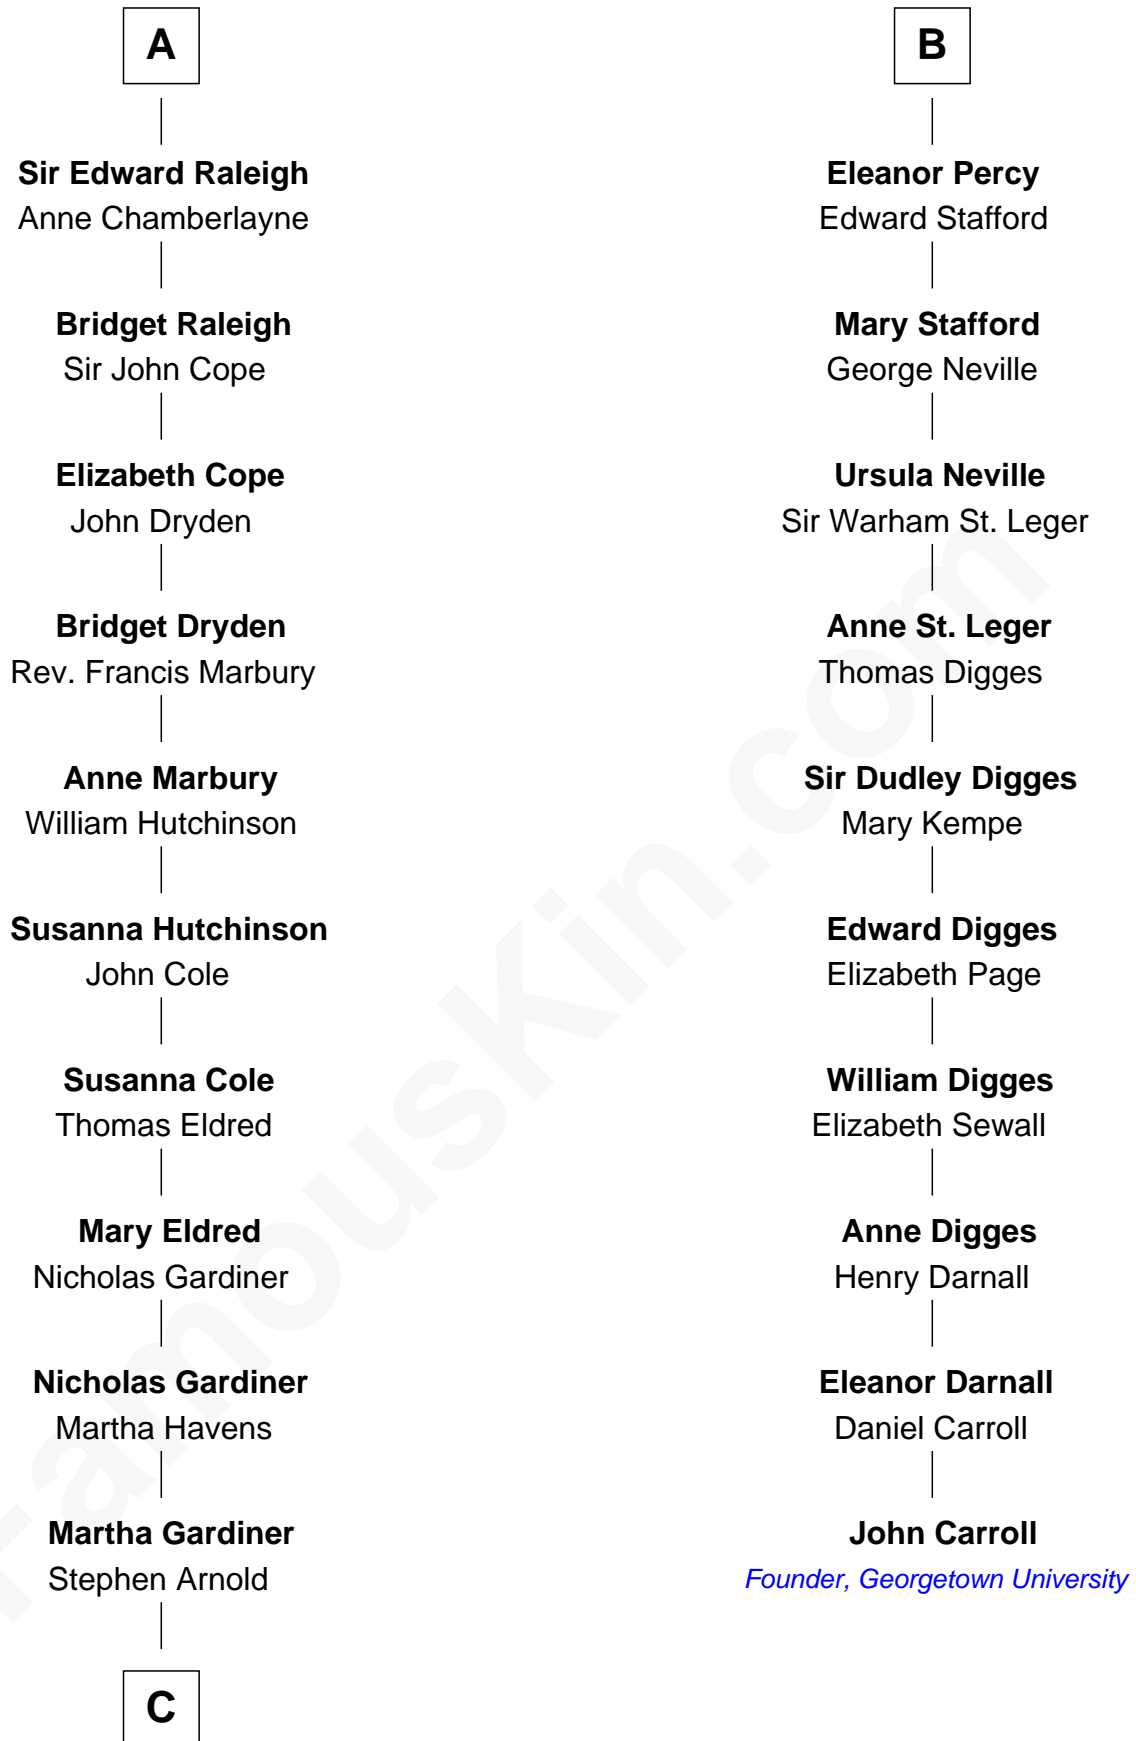 A
Sir Edward Raleigh
Anne Chamberlayne
Bridget Raleigh
Sir John Cope
Elizabeth Cope
John Dryden
Bridget Dryden
Rev. Francis Marbury
Anne Marbury
William Hutchinson
Susanna Hutchinson
John Cole
Susanna Cole
Thomas Eldred
Mary Eldred
Nicholas Gardiner
Nicholas Gardiner
Martha Havens
Martha Gardiner
Stephen Arnold
C
B
Eleanor Percy
Edward Stafford
Mary Stafford
George Neville
Ursula Neville
Sir Warham St. Leger
Anne St. Leger
Thomas Digges
Sir Dudley Digges
Mary Kempe
Edward Digges
Elizabeth Page
William Digges
Elizabeth Sewall
Anne Digges
Henry Darnall
Eleanor Darnall
Daniel Carroll
John Carroll
Founder, Georgetown University
FamousKin.com